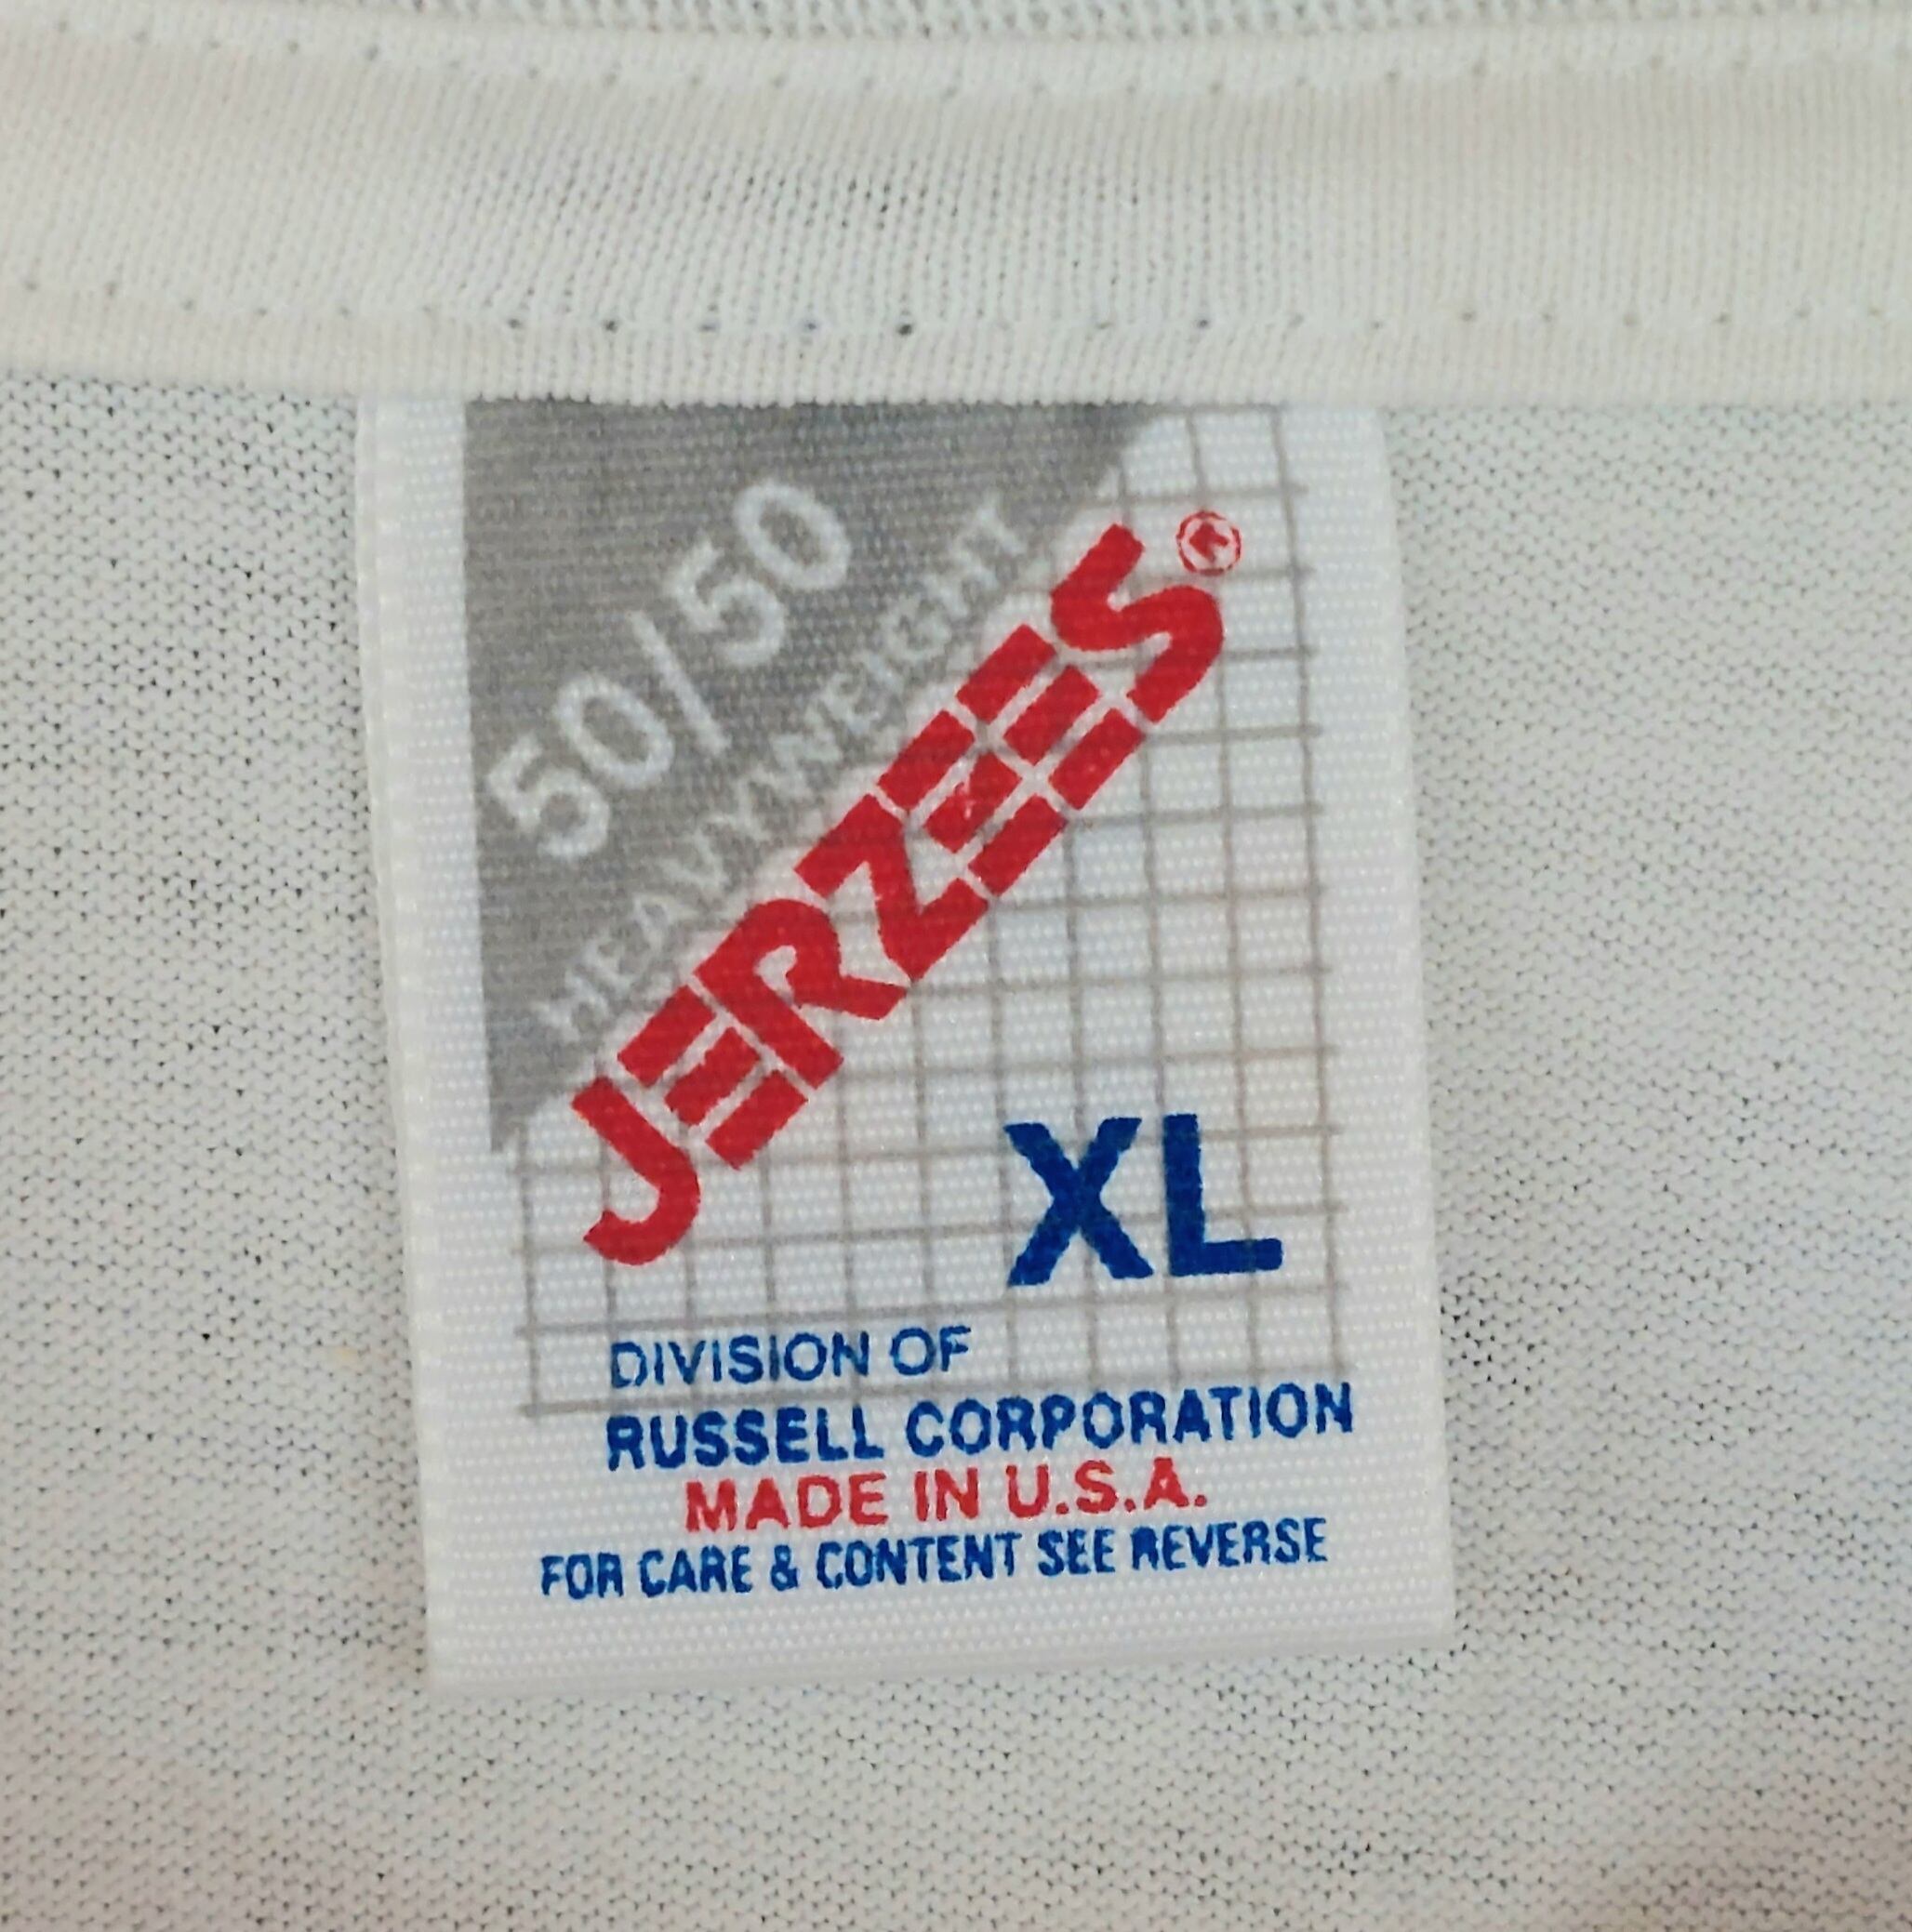 50/50
HEAVYWEIGHT
JERZEES®
XL
DIVISION OF
RUSSELL CORPORATION
MADE IN U.S.A.
FOR CARE & CONTENT SEE REVERSE